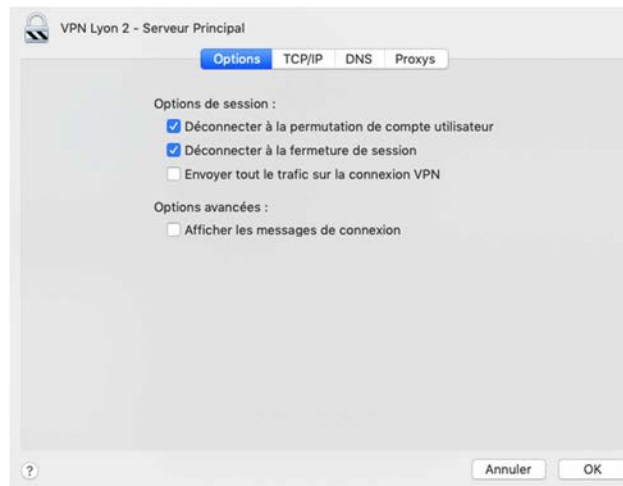 VPN Lyon 2 - Serveur Principal
Options TCP/IP DNS Proxys
Options de session :
Déconnecter à la permutation de compte utilisateur
Déconnecter à la fermeture de session
Envoyer tout le trafic sur la connexion VPN
Options avancées :
Afficher les messages de connexion
? Annuler OK